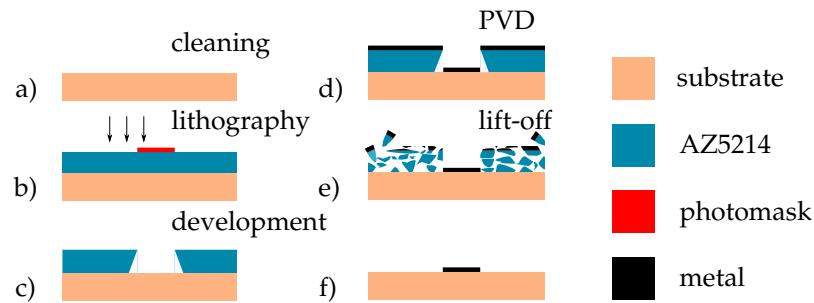 cleaning
a)
lithography
b)
development
c)
PVD
d)
lift-off
e)
f)
substrate
AZ5214
photomask
metal